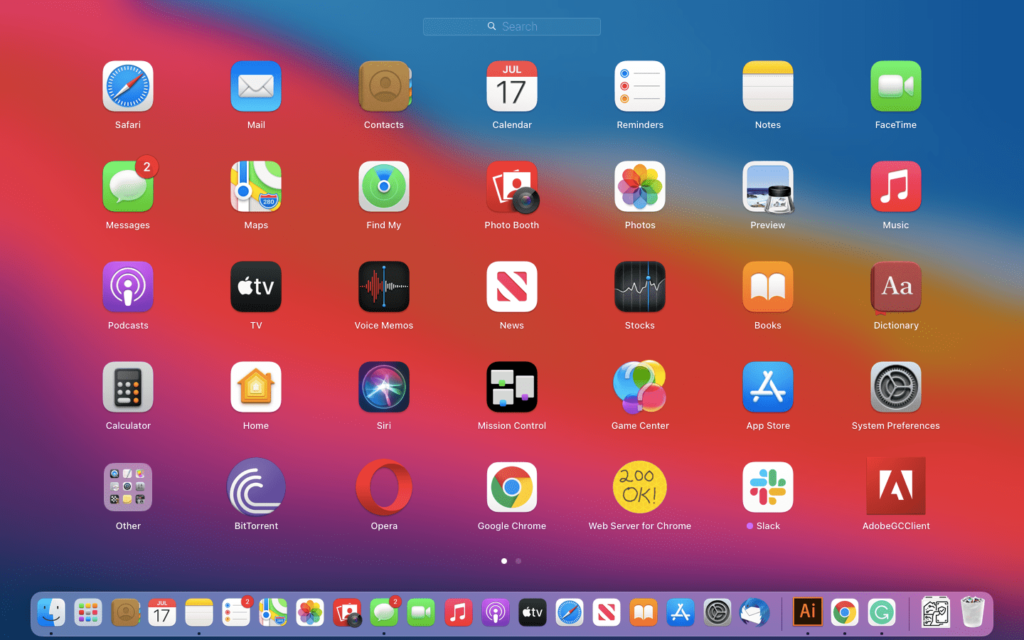 Search
JUL
17
Safari
Mail
Contacts
Calendar
Reminders
Notes
FaceTime
2
280
Messages
Maps
Find My
Photo Booth
Photos
Preview
Music
tv
Aa
Podcasts
TV
Voice Memos
News
Stocks
Books
Dictionary
Calculator
Home
Siri
Mission Control
Game Center
App Store
System Preferences
200
OK!
Other
BitTorrent
Opera
Google Chrome
Web Server for Chrome
Slack
AdobeGCClient
JUL
17
2
2
tv
Ai